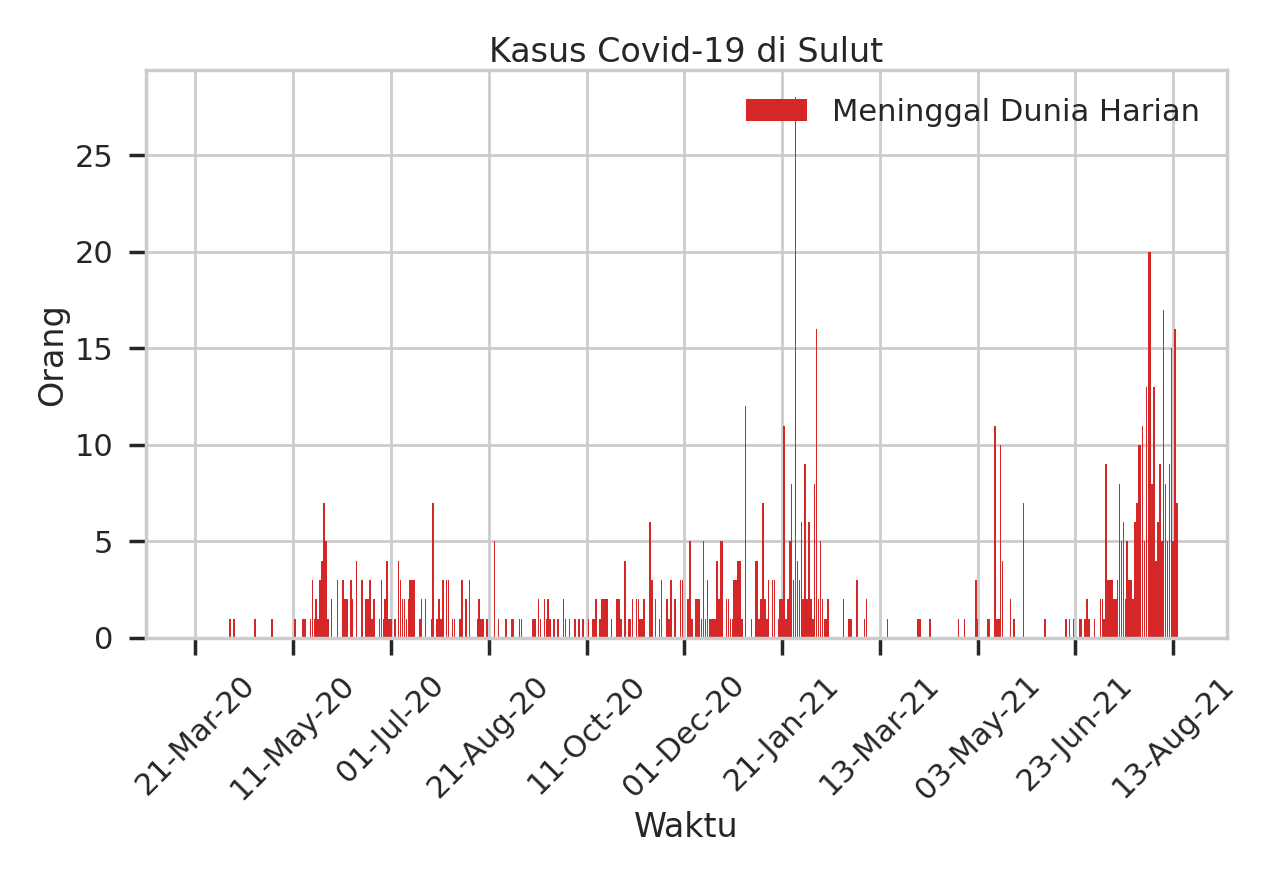 Kasus Covid-19 di Sulut
Meninggal Dunia Harian
Orang
25
20
15
10
5
0
21-Mar-20
11-May-20
01-Jul-20
21-Aug-20
11-Oct-20
01-Dec-20
21-Jan-21
13-Mar-21
03-May-21
23-Jun-21
13-Aug-21
Waktu